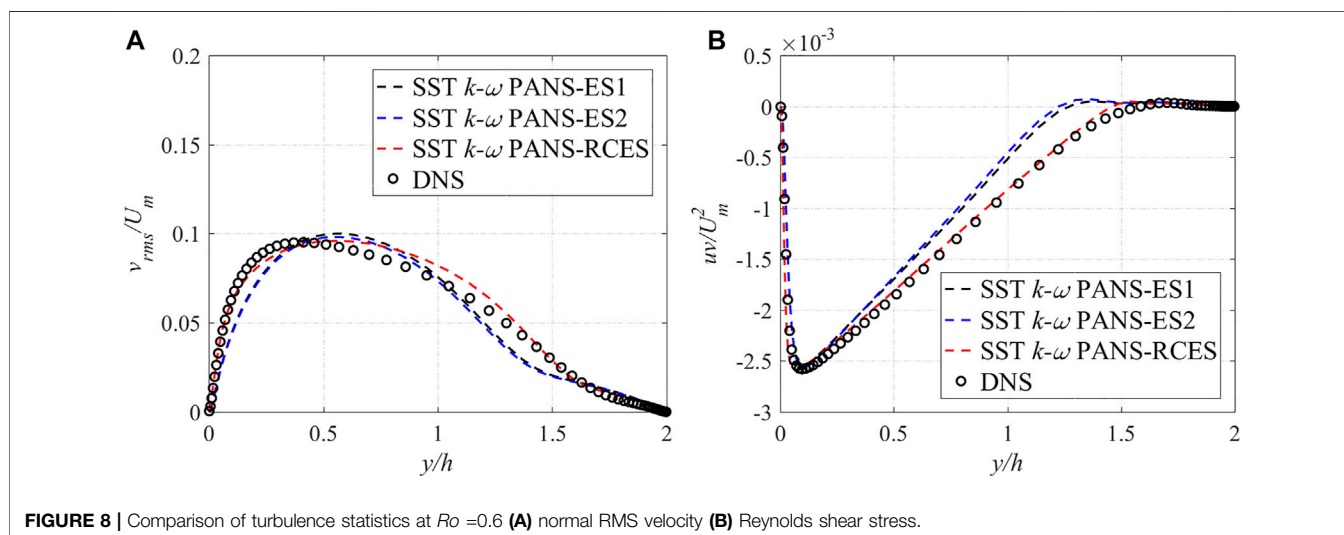 A
0.2
0.15
0.1
0.05
0
v_rms/U_m
SST k-ω PANS-ES1
SST k-ω PANS-ES2
SST k-ω PANS-RCES
DNS
0 0.5 1 1.5 2
y/h
B
×10⁻³
0.5
0
-0.5
-1
-1.5
-2
-2.5
-3
uv/U²_m
SST k-ω PANS-ES1
SST k-ω PANS-ES2
SST k-ω PANS-RCES
DNS
0 0.5 1 1.5 2
y/h
FIGURE 8 | Comparison of turbulence statistics at Ro =0.6 (A) normal RMS velocity (B) Reynolds shear stress.